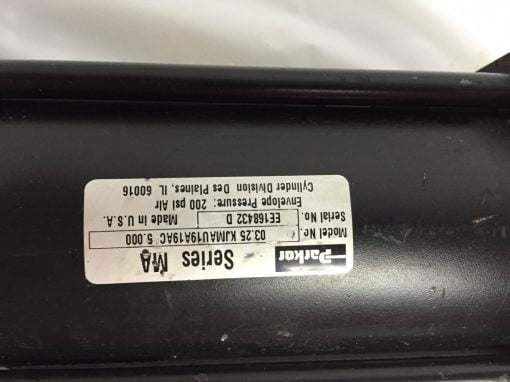 Parker Series MA
Model No. 03.25 KJMAU19A19AC 5.000
Serial No. EE168432 D Made in U.S.A.
Envelope Pressure: 200 psi Air
Cylinder Division Des Plaines, IL 60016